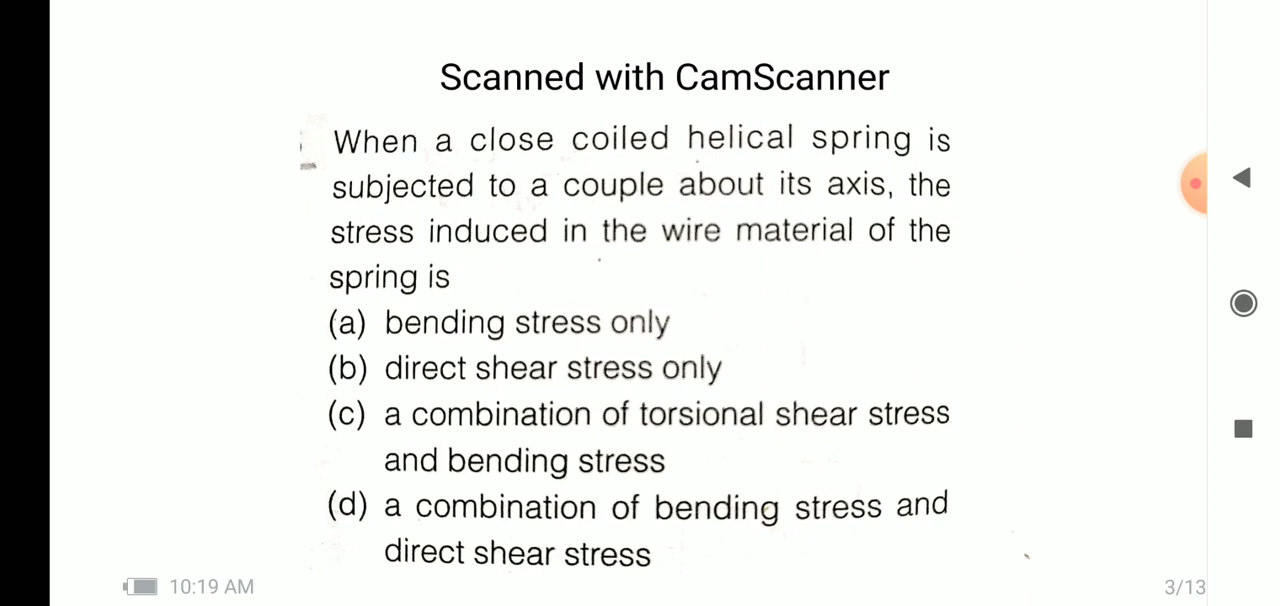 Scanned with CamScanner
When a close coiled helical spring is
subjected to a couple about its axis, the
stress induced in the wire material of the
spring is
(a) bending stress only
(b) direct shear stress only
(c) a combination of torsional shear stress
and bending stress
(d) a combination of bending stress and
direct shear stress
10:19 AM
3/13